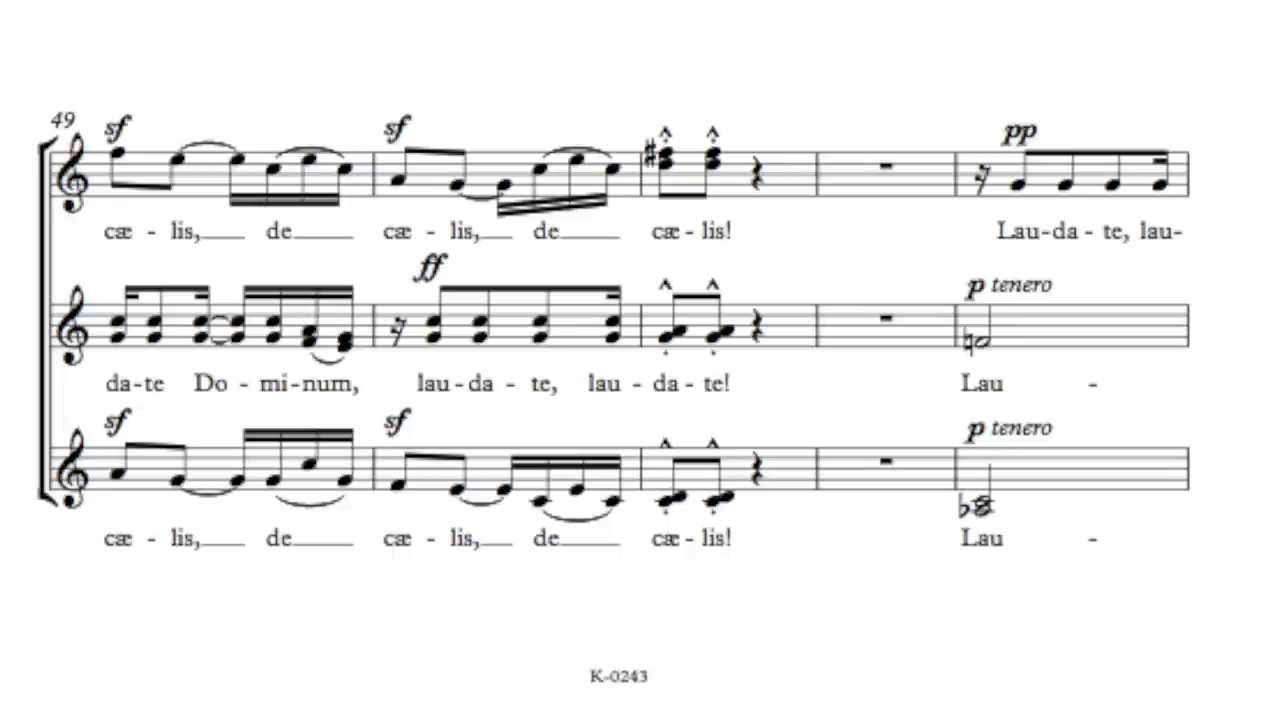 49
sf sf pp
cæ - lis, de cæ - lis, de cæ - lis! Lau - da - te, lau -
ff p tenero
da - te Do - mi - num, lau - da - te, lau - da - te! Lau -
sf sf p tenero
cæ - lis, de cæ - lis, de cæ - lis! Lau -
K-0243